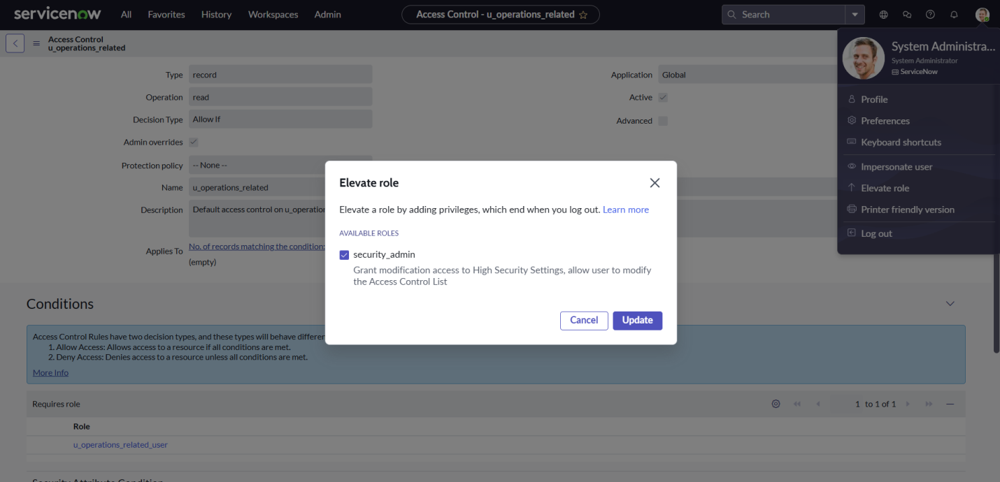 servicenow
All
Favorites
History
Workspaces
Admin
Access Control - u_operations_related
Search
Access Control
u_operations_related
System Administra...
System Administrator
ServiceNow
Profile
Preferences
Keyboard shortcuts
Impersonate user
Elevate role
Printer friendly version
Log out
Type
record
Application
Global
Operation
read
Active
Decision Type
Allow If
Advanced
Admin overrides
Protection policy
-- None --
Name
u_operations_related
Description
Default access control on u_operation
Applies To
No. of records matching the condition:
(empty)
Elevate role
Elevate a role by adding privileges, which end when you log out. Learn more
AVAILABLE ROLES
security_admin
Grant modification access to High Security Settings, allow user to modify
the Access Control List
Cancel
Update
Conditions
Access Control Rules have two decision types, and these types will behave differen
1. Allow Access: Allows access to a resource if all conditions are met.
2. Deny Access: Denies access to a resource unless all conditions are met.
More Info
Requires role
1 to 1 of 1
Role
u_operations_related_user
Security Attribute Condition